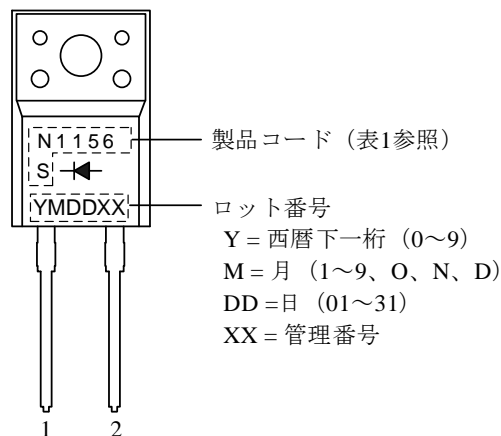 N1156
S
YMDDXX
製品コード（表1参照）
ロット番号
Y = 西暦下一桁（0～9）
M = 月（1～9、O、N、D）
DD =日（01～31）
XX = 管理番号
1 2